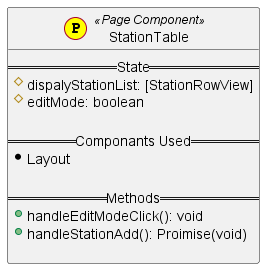 P
«Page Component»
StationTable
State
dispalyStationList: [StationRowView]
editMode: boolean
Componants Used
Layout
Methods
handleEditModeClick(): void
handleStationAdd(): Proimise(void)